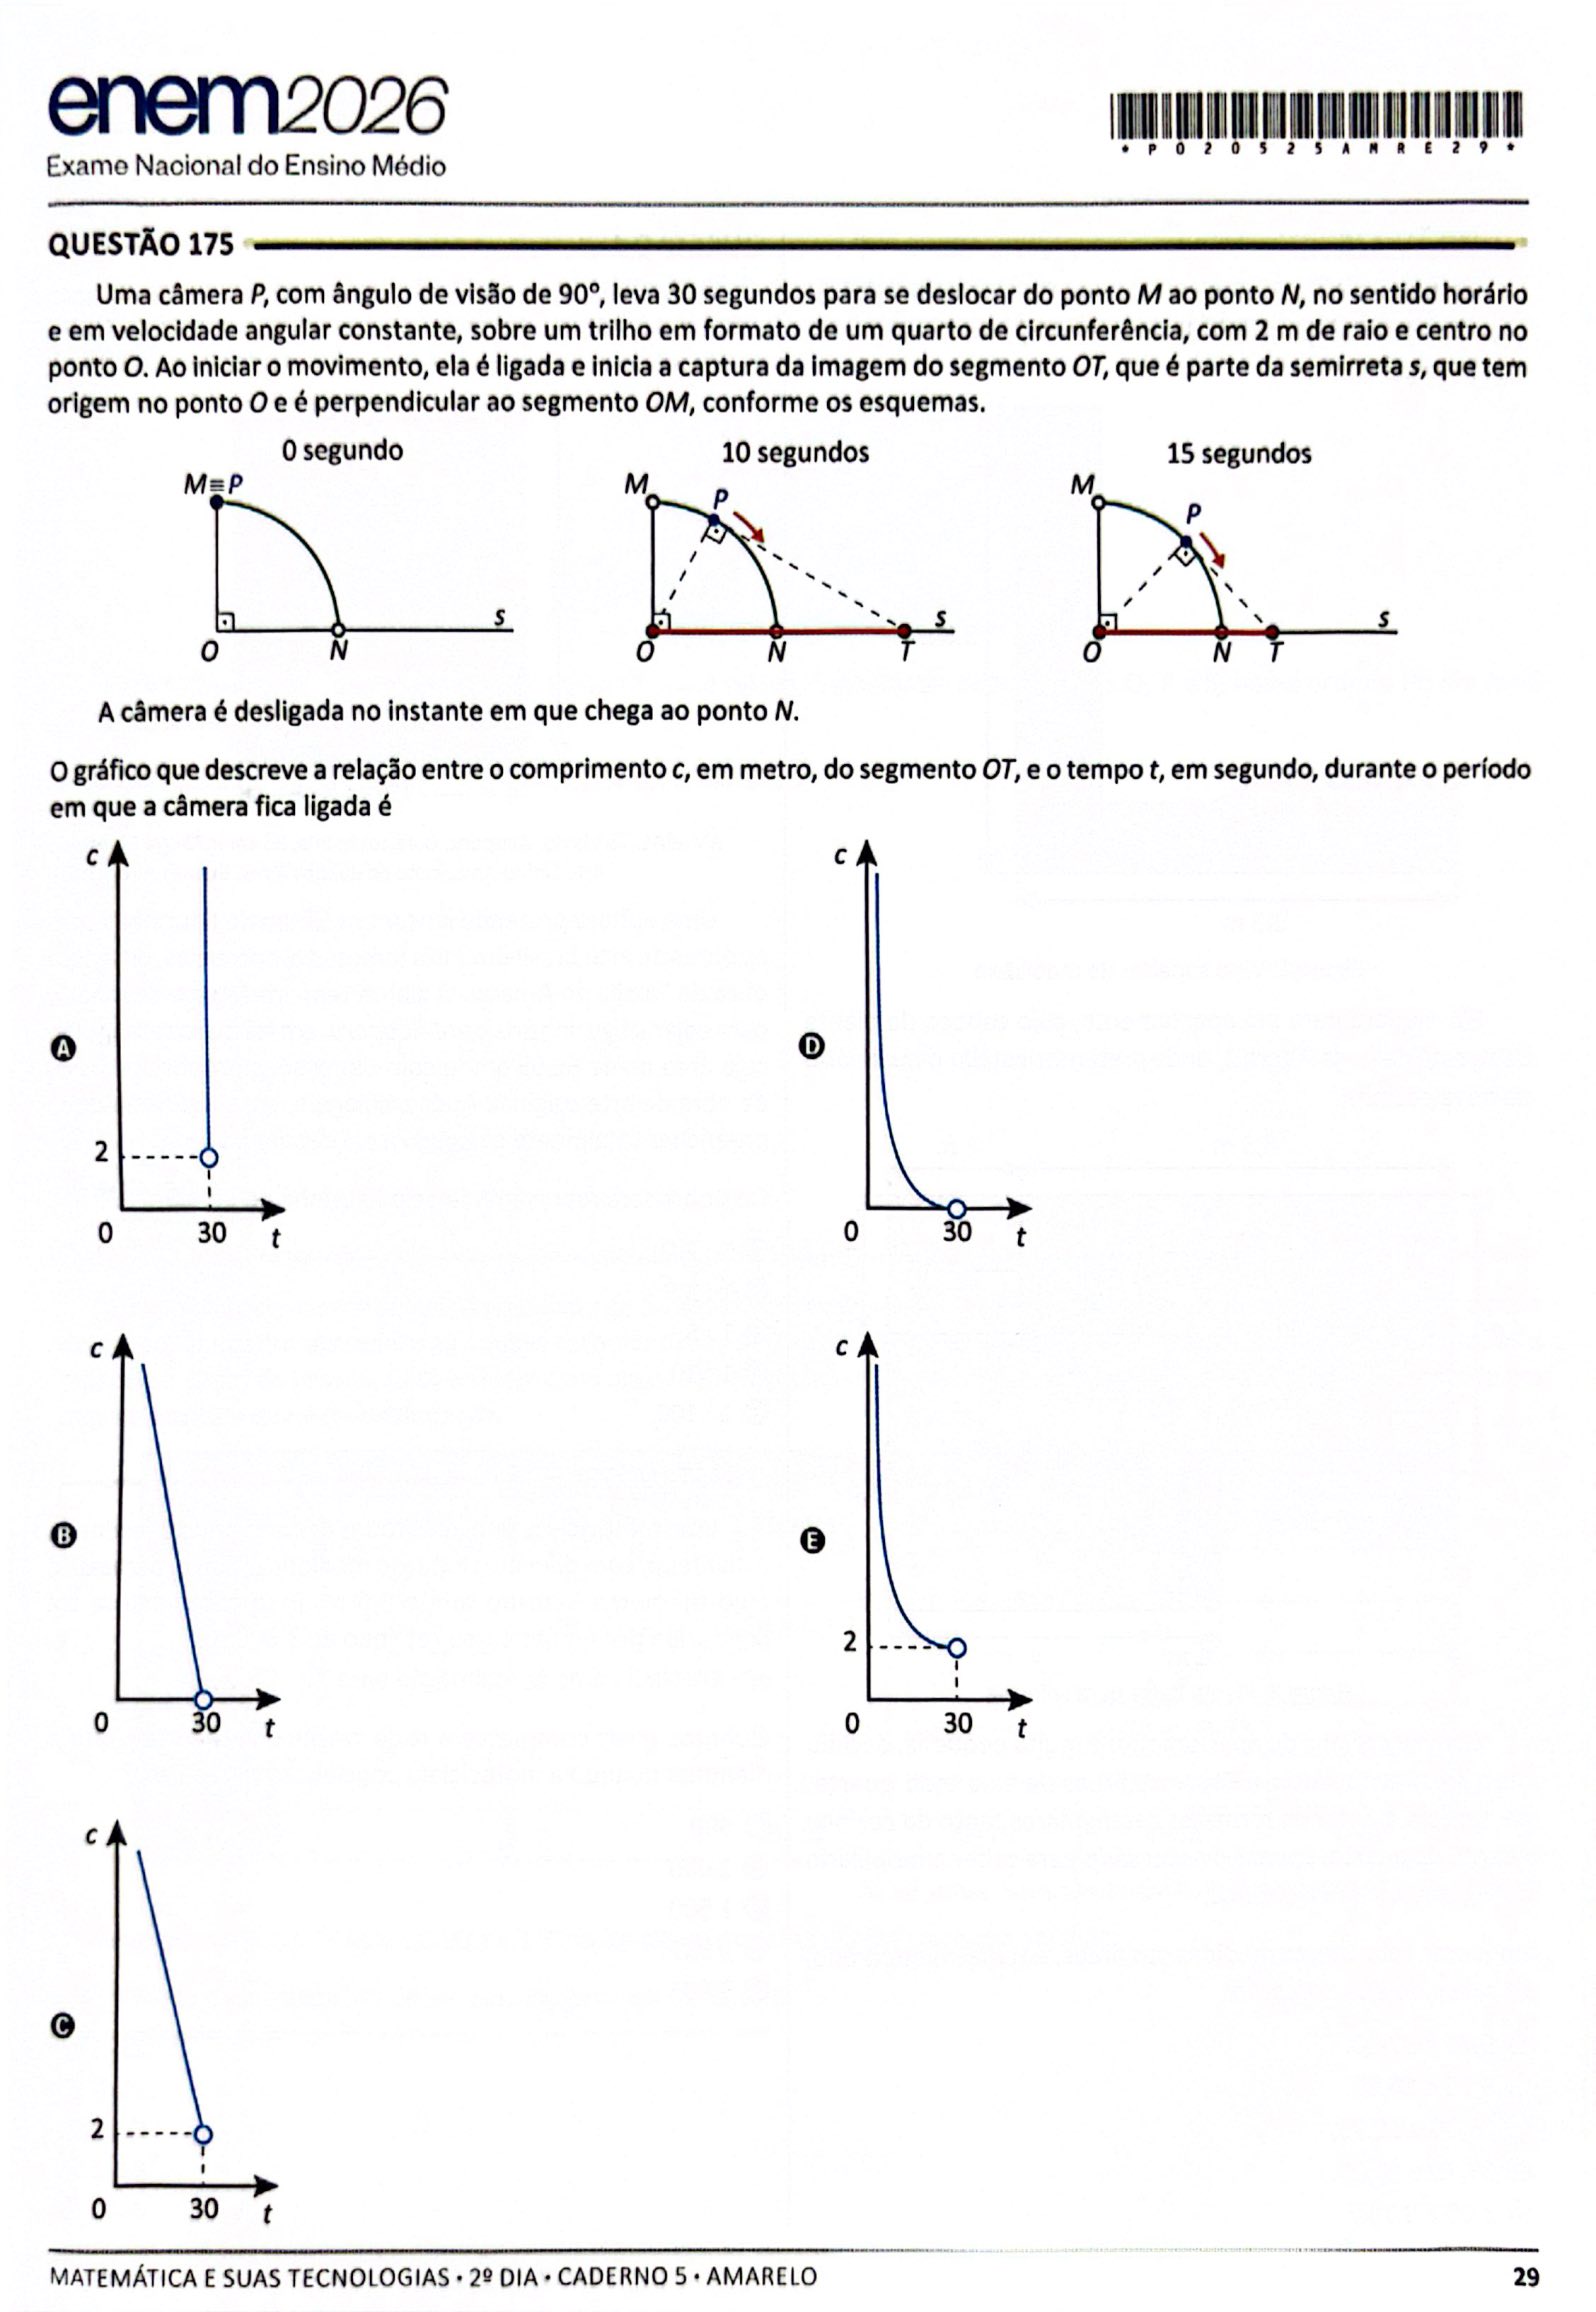 enem2026
Exame Nacional do Ensino Médio
* P 0 2 0 5 2 5 A M R E 2 9 *
QUESTÃO 175
Uma câmera P, com ângulo de visão de 90°, leva 30 segundos para se deslocar do ponto M ao ponto N, no sentido horário
e em velocidade angular constante, sobre um trilho em formato de um quarto de circunferência, com 2 m de raio e centro no
ponto O. Ao iniciar o movimento, ela é ligada e inicia a captura da imagem do segmento OT, que é parte da semirreta s, que tem
origem no ponto O e é perpendicular ao segmento OM, conforme os esquemas.
0 segundo
M≡P
O
N
s
10 segundos
M
P
O
N
T
s
15 segundos
M
P
O
N
T
s
A câmera é desligada no instante em que chega ao ponto N.
O gráfico que descreve a relação entre o comprimento c, em metro, do segmento OT, e o tempo t, em segundo, durante o período
em que a câmera fica ligada é
A
c
2
0
30
t
B
c
0
30
t
C
c
2
0
30
t
D
c
0
30
t
E
c
2
0
30
t
MATEMÁTICA E SUAS TECNOLOGIAS • 2º DIA • CADERNO 5 • AMARELO
29